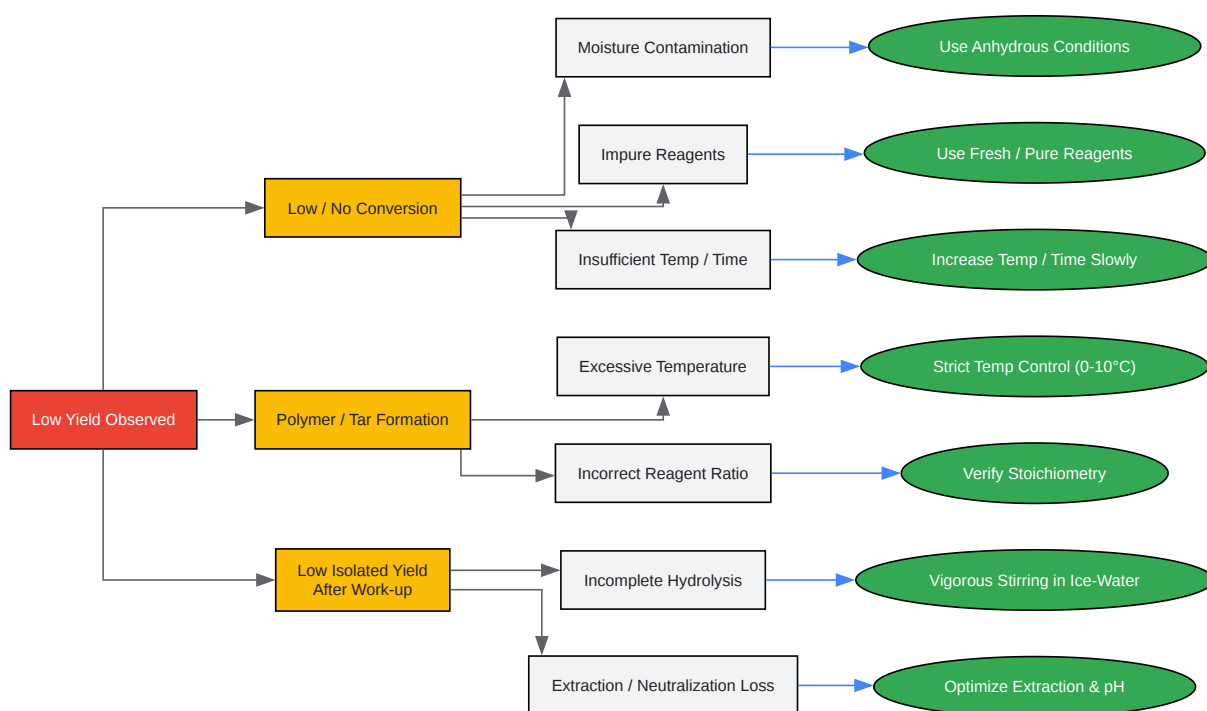 Moisture Contamination
Use Anhydrous Conditions
Impure Reagents
Use Fresh / Pure Reagents
Low / No Conversion
Insufficient Temp / Time
Increase Temp / Time Slowly
Excessive Temperature
Strict Temp Control (0-10°C)
Low Yield Observed
Polymer / Tar Formation
Incorrect Reagent Ratio
Verify Stoichiometry
Low Isolated Yield
After Work-up
Incomplete Hydrolysis
Vigorous Stirring in Ice-Water
Extraction / Neutralization Loss
Optimize Extraction & pH